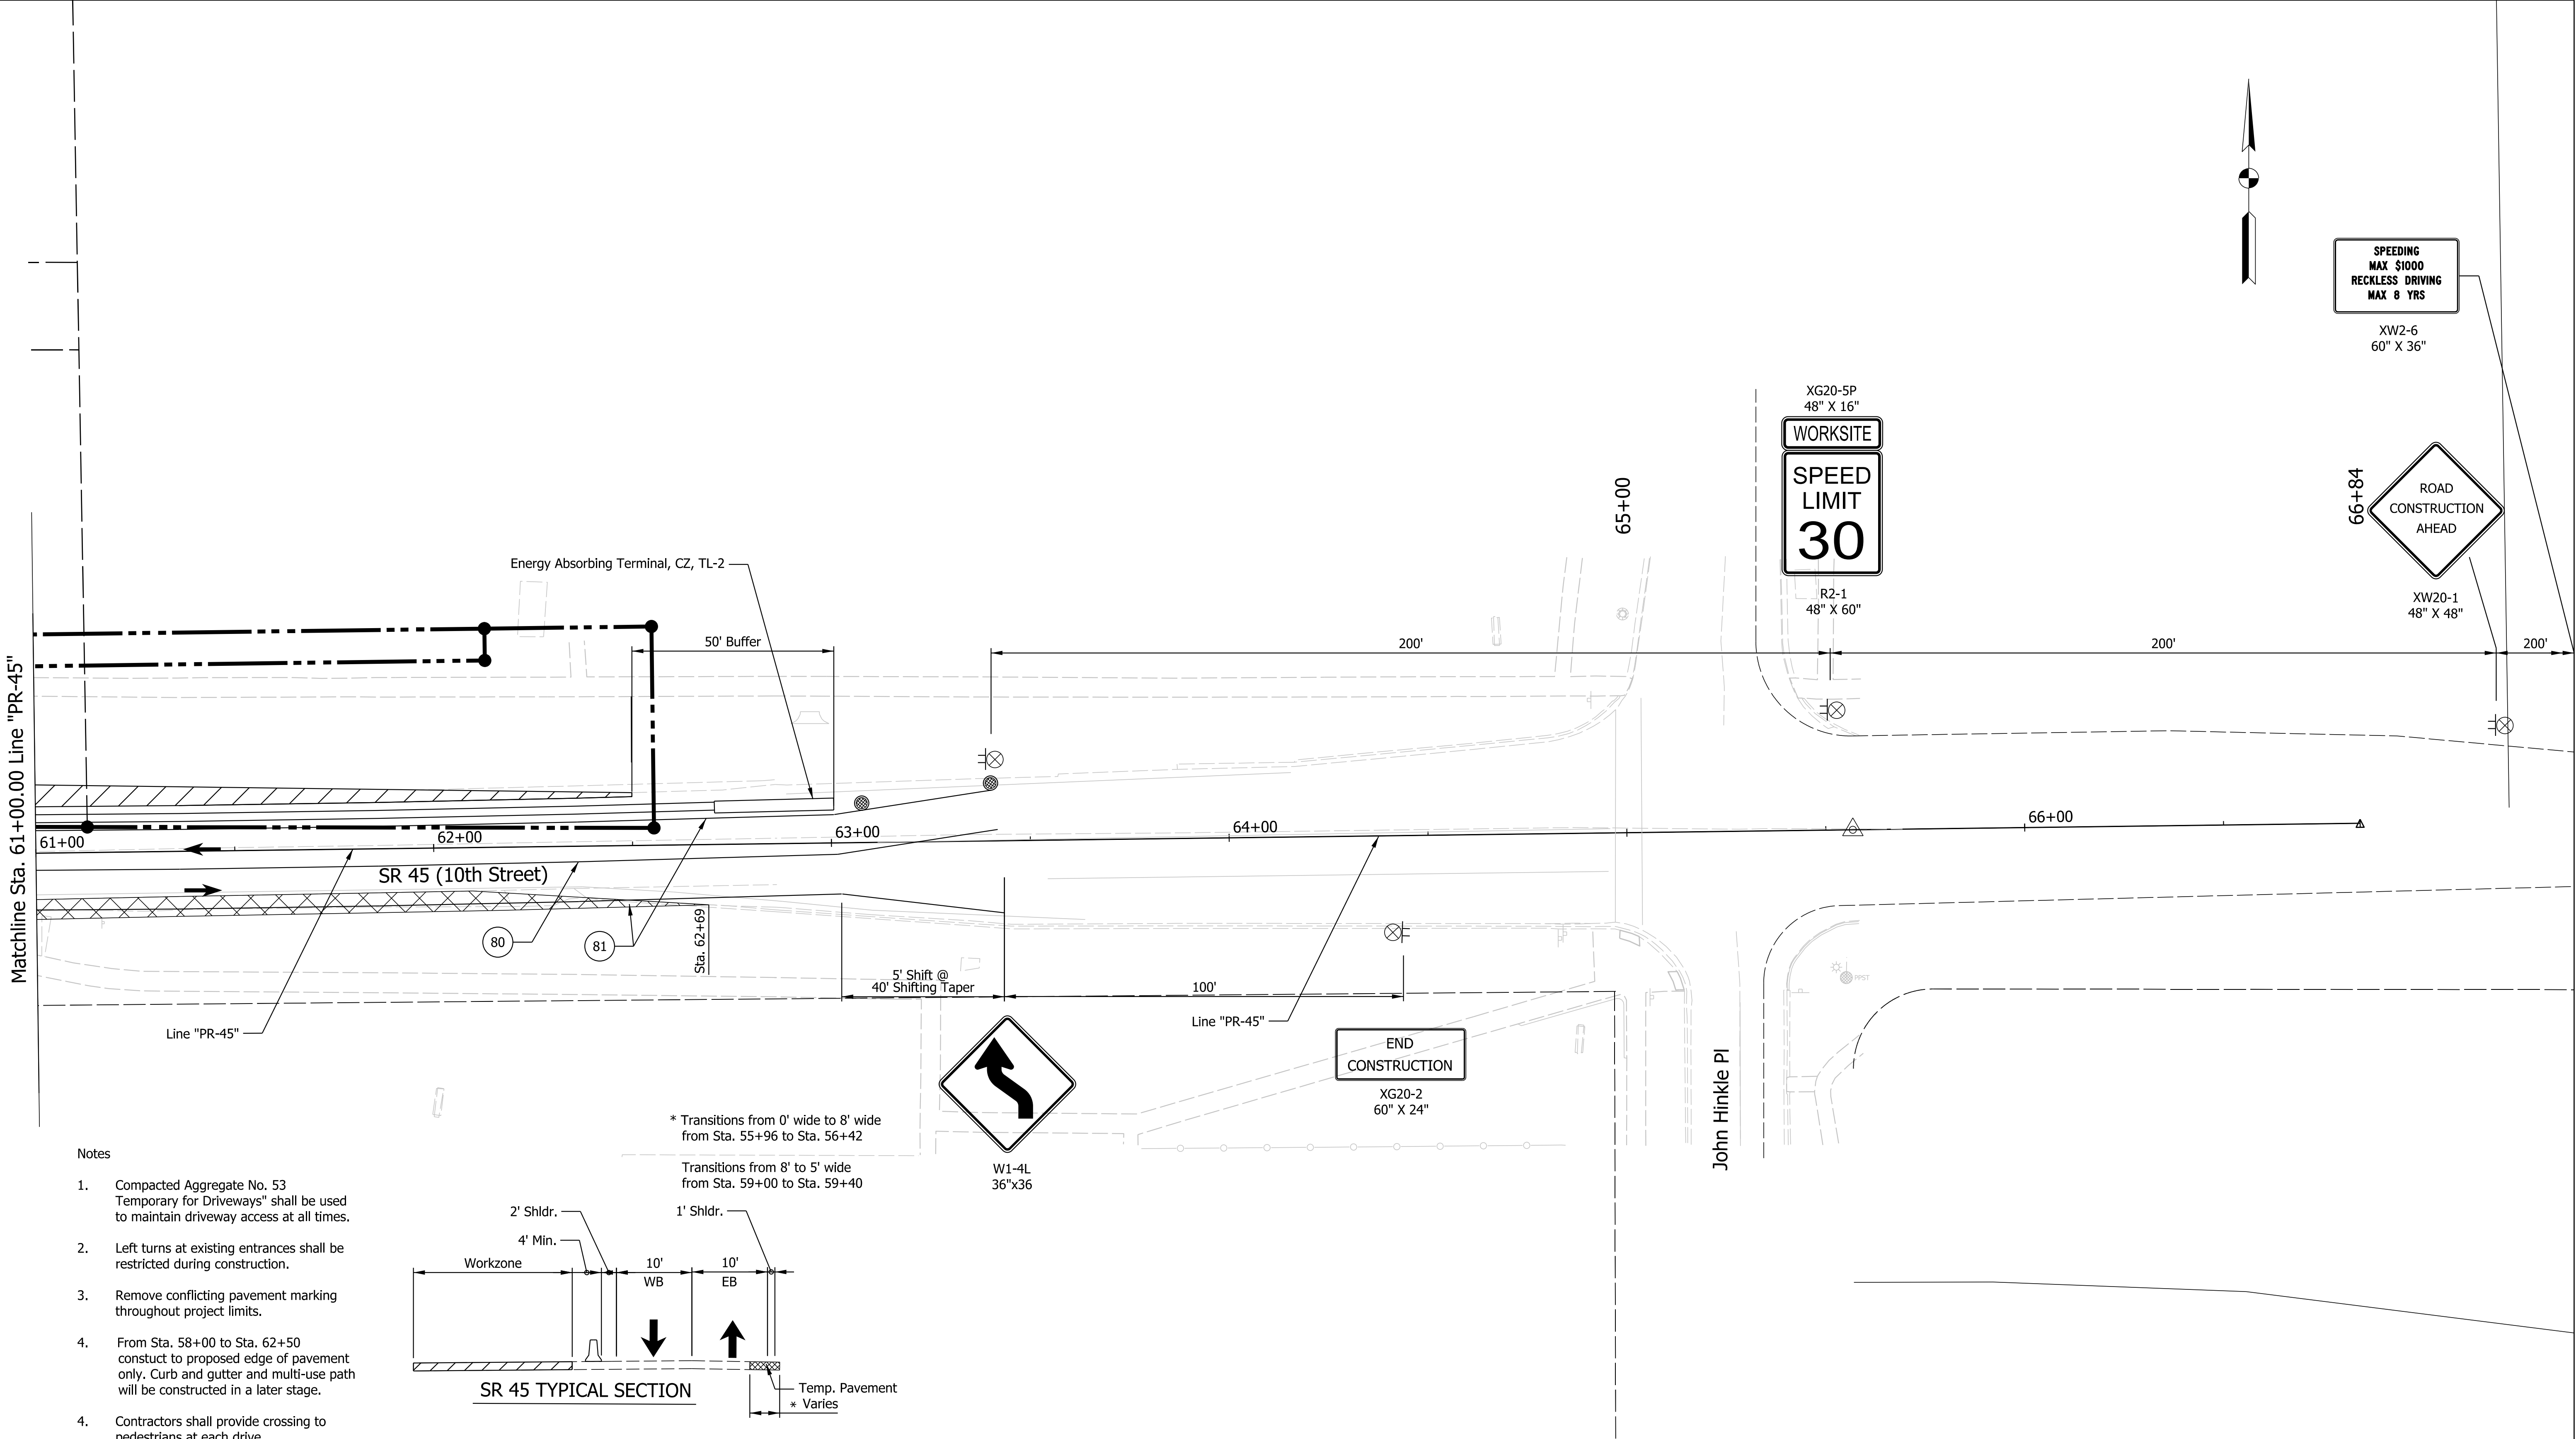 SPEEDING
MAX $1000
RECKLESS DRIVING
MAX 8 YRS
XW2-6
60" X 36"
XG20-5P
48" X 16"
WORKSITE
SPEED
LIMIT
30
R2-1
48" X 60"
65+00
66+84
ROAD
CONSTRUCTION
AHEAD
XW20-1
48" X 48"
Energy Absorbing Terminal, CZ, TL-2
50' Buffer
200'
200'
200'
Matchline Sta. 61+00.00 Line "PR-45"
61+00
62+00
63+00
64+00
66+00
SR 45 (10th Street)
80
81
Sta. 62+69
5' Shift @
40' Shifting Taper
100'
PPST
Line "PR-45"
Line "PR-45"
END
CONSTRUCTION
XG20-2
60" X 24"
John Hinkle Pl
W1-4L
36"x36
* Transitions from 0' wide to 8' wide
from Sta. 55+96 to Sta. 56+42
Transitions from 8' to 5' wide
from Sta. 59+00 to Sta. 59+40
Notes
1. Compacted Aggregate No. 53
Temporary for Driveways" shall be used
to maintain driveway access at all times.
2. Left turns at existing entrances shall be
restricted during construction.
3. Remove conflicting pavement marking
throughout project limits.
4. From Sta. 58+00 to Sta. 62+50
constuct to proposed edge of pavement
only. Curb and gutter and multi-use path
will be constructed in a later stage.
4. Contractors shall provide crossing to
pedestrians at each drive
2' Shldr.
1' Shldr.
4' Min.
Workzone
10'
10'
WB
EB
SR 45 TYPICAL SECTION
Temp. Pavement
* Varies